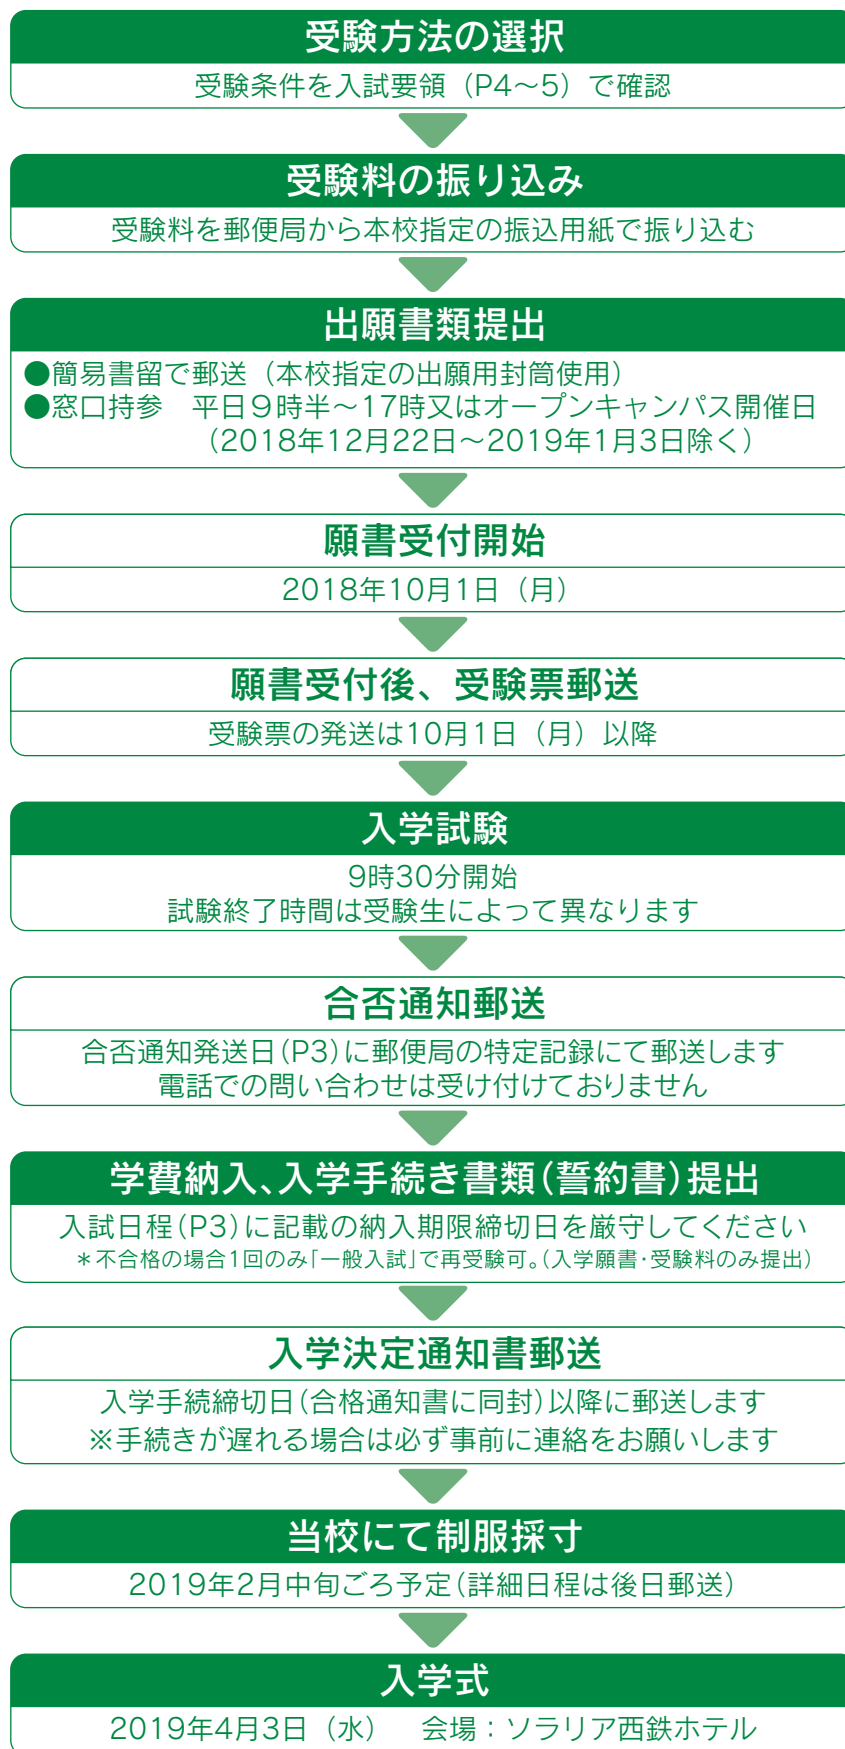 受験方法の選択
受験条件を入試要領（P4～5）で確認
受験料の振り込み
受験料を郵便局から本校指定の振込用紙で振り込む
出願書類提出
●簡易書留で郵送（本校指定の出願用封筒使用）
●窓口持参　平日９時半～17時又はオープンキャンパス開催日
（2018年12月22日～2019年1月3日除く）
願書受付開始
2018年10月1日（月）
願書受付後、受験票郵送
受験票の発送は10月1日（月）以降
入学試験
9時30分開始
試験終了時間は受験生によって異なります
合否通知郵送
合否通知発送日(P3)に郵便局の特定記録にて郵送します
電話での問い合わせは受け付けておりません
学費納入、入学手続き書類(誓約書)提出
入試日程(P3)に記載の納入期限締切日を厳守してください
＊不合格の場合1回のみ「一般入試」で再受験可。(入学願書・受験料のみ提出)
入学決定通知書郵送
入学手続締切日(合格通知書に同封)以降に郵送します
※手続きが遅れる場合は必ず事前に連絡をお願いします
当校にて制服採寸
2019年2月中旬ごろ予定(詳細日程は後日郵送)
入学式
2019年4月3日（水）　会場：ソラリア西鉄ホテル